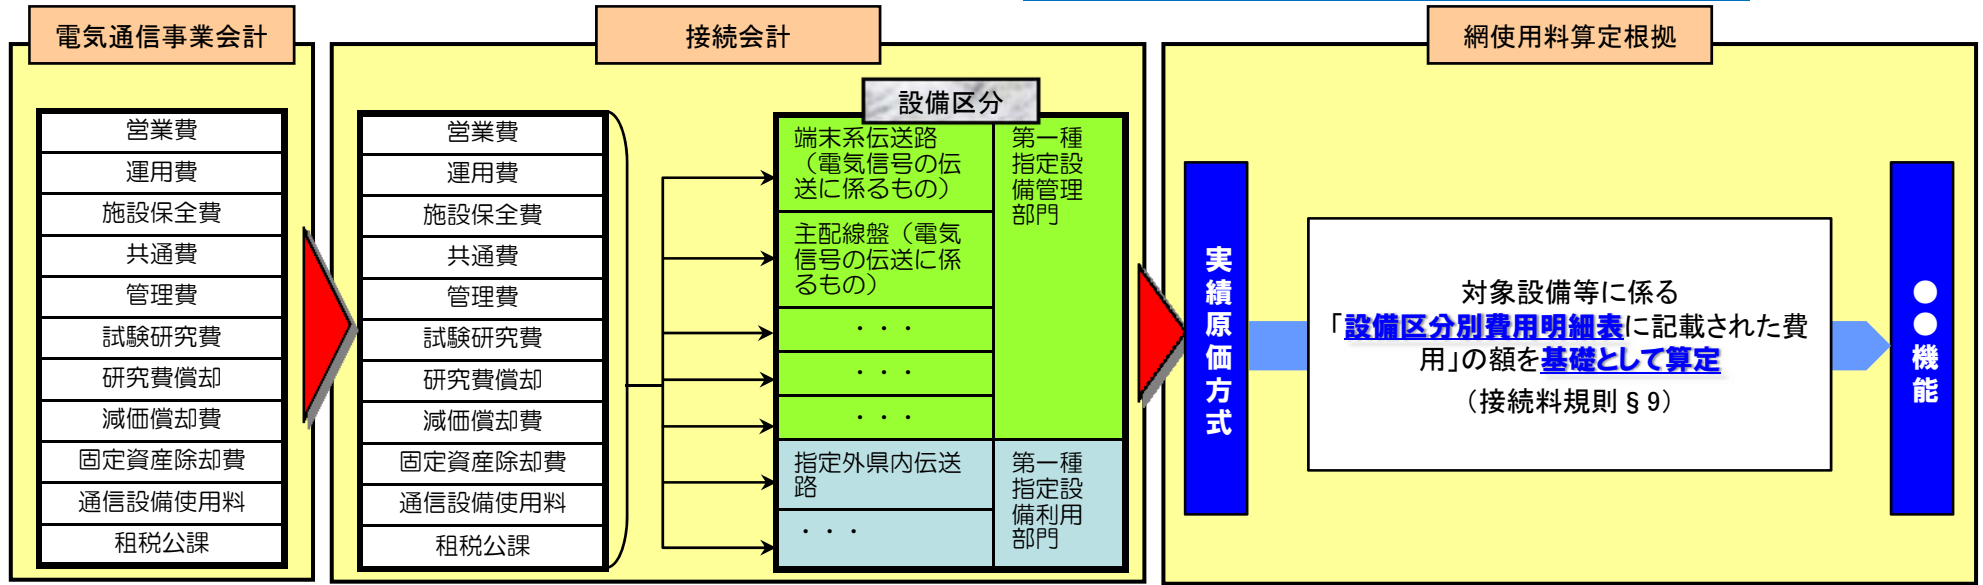 電気通信事業会計
営業費
運用費
施設保全費
共通費
管理費
試験研究費
研究費償却
減価償却費
固定資産除却費
通信設備使用料
租税公課
接続会計
営業費
運用費
施設保全費
共通費
管理費
試験研究費
研究費償却
減価償却費
固定資産除却費
通信設備使用料
租税公課
設備区分
端末系伝送路
（電気信号の伝
送に係るもの）
主配線盤（電気
信号の伝送に係
るもの）
・・・
・・・
・・・
第一種
指定設
備管理
部門
指定外県内伝送
路
・・・
第一種
指定設
備利用
部門
網使用料算定根拠
実績原価方式
対象設備等に係る
「設備区分別費用明細表に記載された費
用」の額を基礎として算定
（接続料規則§9）
●●機能